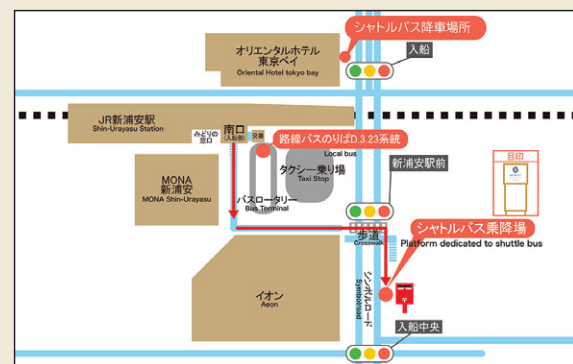 シャトルバス降車場所
オリエンタルホテル
東京ベイ
Oriental Hotel tokyo bay
入船
JR新浦安駅
Shin-Urayasu Station
みどりの
窓口
南口
(入船側)
交番
路線バスのりばD.3.23系統
Local bus
タクシー乗り場
Taxi Stop
新浦安駅前
目印
MONA
新浦安
MONA Shin-Urayasu
バスロータリー
Bus Terminal
歩道
Crosswalk
シャトルバス乗降場
Platform dedicated to shuttle bus
シンボルロード
Symbolroad
イオン
Aeon
入船中央